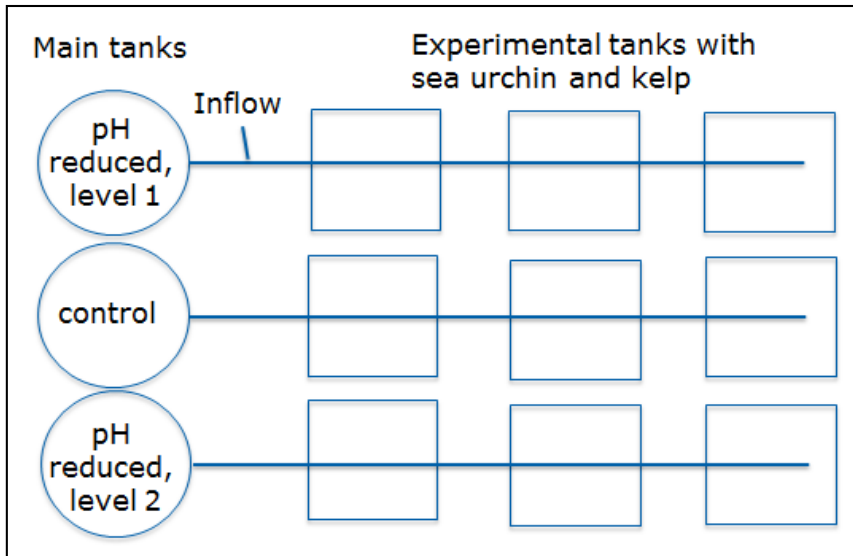 Main tanks
Experimental tanks with
sea urchin and kelp
Inflow
pH
reduced,
level 1
control
pH
reduced,
level 2